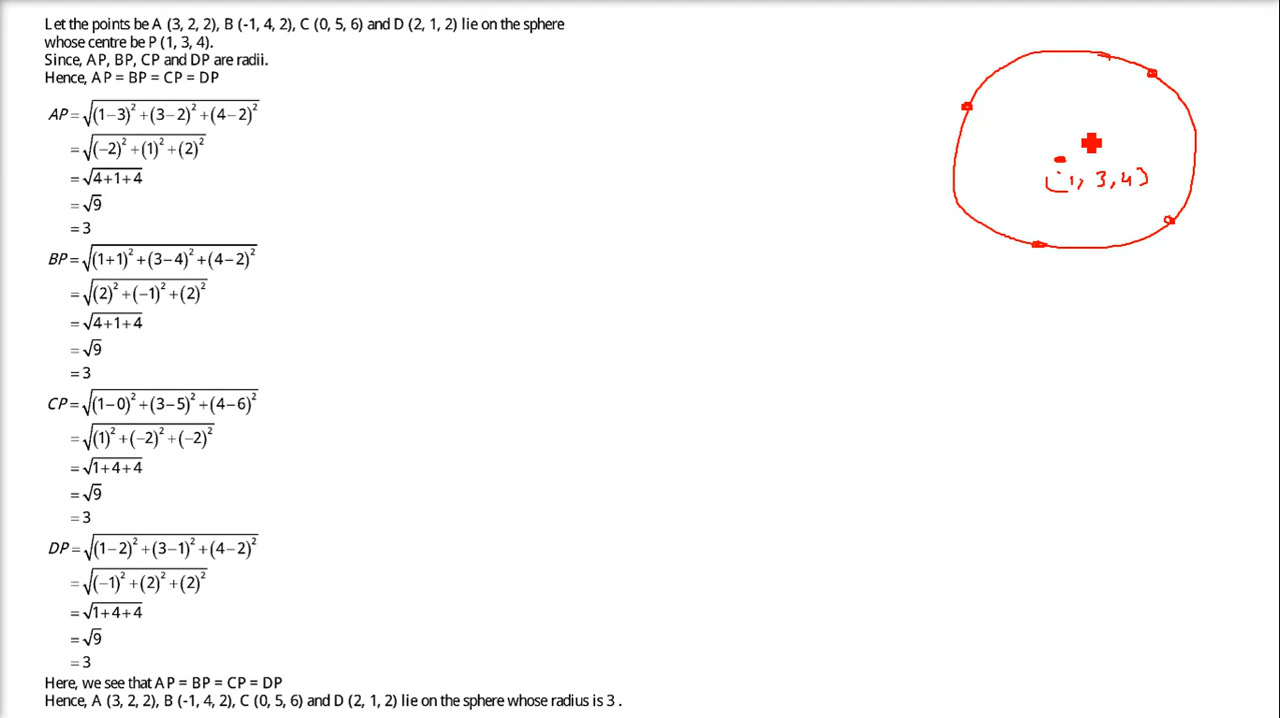 Let the points be A (3, 2, 2), B (-1, 4, 2), C (0, 5, 6) and D (2, 1, 2) lie on the sphere
whose centre be P (1, 3, 4).
Since, AP, BP, CP and DP are radii.
Hence, AP = BP = CP = DP
AP = √((1−3)² + (3−2)² + (4−2)²)
= √((−2)² + (1)² + (2)²)
= √(4+1+4)
= √9
= 3
BP = √((1+1)² + (3−4)² + (4−2)²)
= √((2)² + (−1)² + (2)²)
= √(4+1+4)
= √9
= 3
CP = √((1−0)² + (3−5)² + (4−6)²)
= √((1)² + (−2)² + (−2)²)
= √(1+4+4)
= √9
= 3
DP = √((1−2)² + (3−1)² + (4−2)²)
= √((−1)² + (2)² + (2)²)
= √(1+4+4)
= √9
= 3
Here, we see that AP = BP = CP = DP
Hence, A (3, 2, 2), B (-1, 4, 2), C (0, 5, 6) and D (2, 1, 2) lie on the sphere whose radius is 3 .
(1, 3, 4)